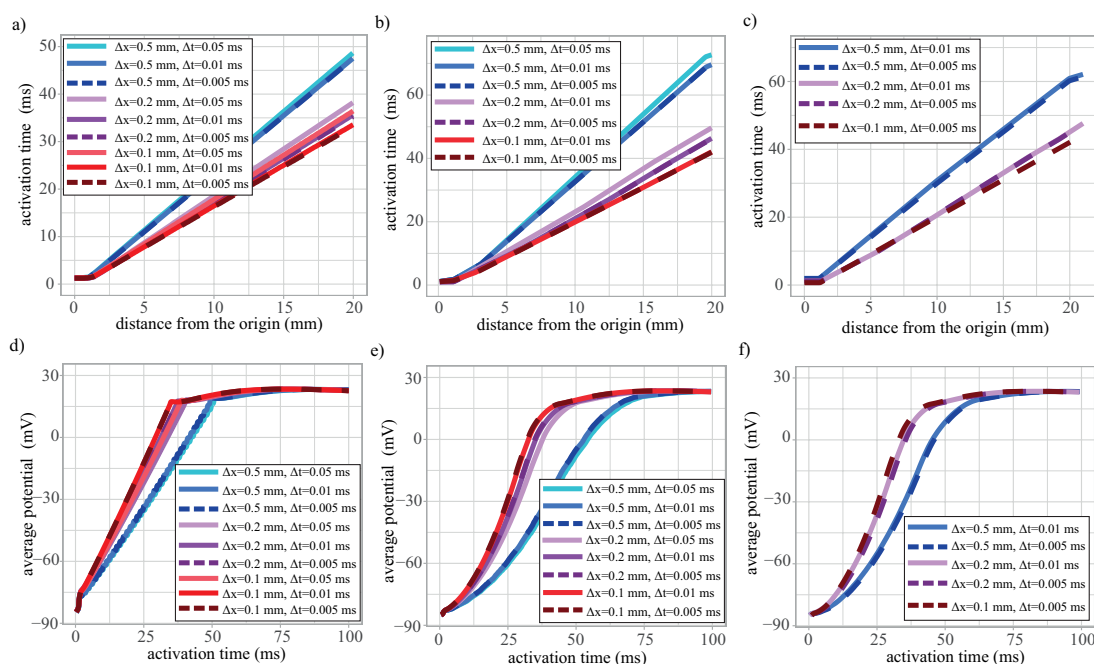 a)
50
40
30
20
10
0
activation time (ms)
Δx=0.5 mm, Δt=0.05 ms
Δx=0.5 mm, Δt=0.01 ms
Δx=0.5 mm, Δt=0.005 ms
Δx=0.2 mm, Δt=0.05 ms
Δx=0.2 mm, Δt=0.01 ms
Δx=0.2 mm, Δt=0.005 ms
Δx=0.1 mm, Δt=0.05 ms
Δx=0.1 mm, Δt=0.01 ms
Δx=0.1 mm, Δt=0.005 ms
0 5 10 15 20
distance from the origin (mm)
b)
80
60
40
20
0
activation time (ms)
Δx=0.5 mm, Δt=0.05 ms
Δx=0.5 mm, Δt=0.01 ms
Δx=0.5 mm, Δt=0.005 ms
Δx=0.2 mm, Δt=0.01 ms
Δx=0.2 mm, Δt=0.005 ms
Δx=0.1 mm, Δt=0.01 ms
Δx=0.1 mm, Δt=0.005 ms
0 5 10 15 20
distance from the origin (mm)
c)
60
40
20
0
activation time (ms)
Δx=0.5 mm, Δt=0.01 ms
Δx=0.5 mm, Δt=0.005 ms
Δx=0.2 mm, Δt=0.01 ms
Δx=0.2 mm, Δt=0.005 ms
Δx=0.1 mm, Δt=0.005 ms
0 5 10 15 20
distance from the origin (mm)
d)
30
0
−30
−60
−90
average potential (mV)
Δx=0.5 mm, Δt=0.05 ms
Δx=0.5 mm, Δt=0.01 ms
Δx=0.5 mm, Δt=0.005 ms
Δx=0.2 mm, Δt=0.05 ms
Δx=0.2 mm, Δt=0.01 ms
Δx=0.2 mm, Δt=0.005 ms
Δx=0.1 mm, Δt=0.05 ms
Δx=0.1 mm, Δt=0.01 ms
Δx=0.1 mm, Δt=0.005 ms
0 25 50 75 100
activation time (ms)
e)
30
0
−30
−60
−90
average potential (mV)
Δx=0.5 mm, Δt=0.05 ms
Δx=0.5 mm, Δt=0.01 ms
Δx=0.5 mm, Δt=0.005 ms
Δx=0.2 mm, Δt=0.05 ms
Δx=0.2 mm, Δt=0.01 ms
Δx=0.2 mm, Δt=0.005 ms
Δx=0.1 mm, Δt=0.01 ms
Δx=0.1 mm, Δt=0.005 ms
0 25 50 75 100
activation time (ms)
f)
30
0
−30
−60
−90
average potential (mV)
Δx=0.5 mm, Δt=0.01 ms
Δx=0.5 mm, Δt=0.005 ms
Δx=0.2 mm, Δt=0.01 ms
Δx=0.2 mm, Δt=0.005 ms
Δx=0.1 mm, Δt=0.005 ms
0 25 50 75 100
activation time (ms)